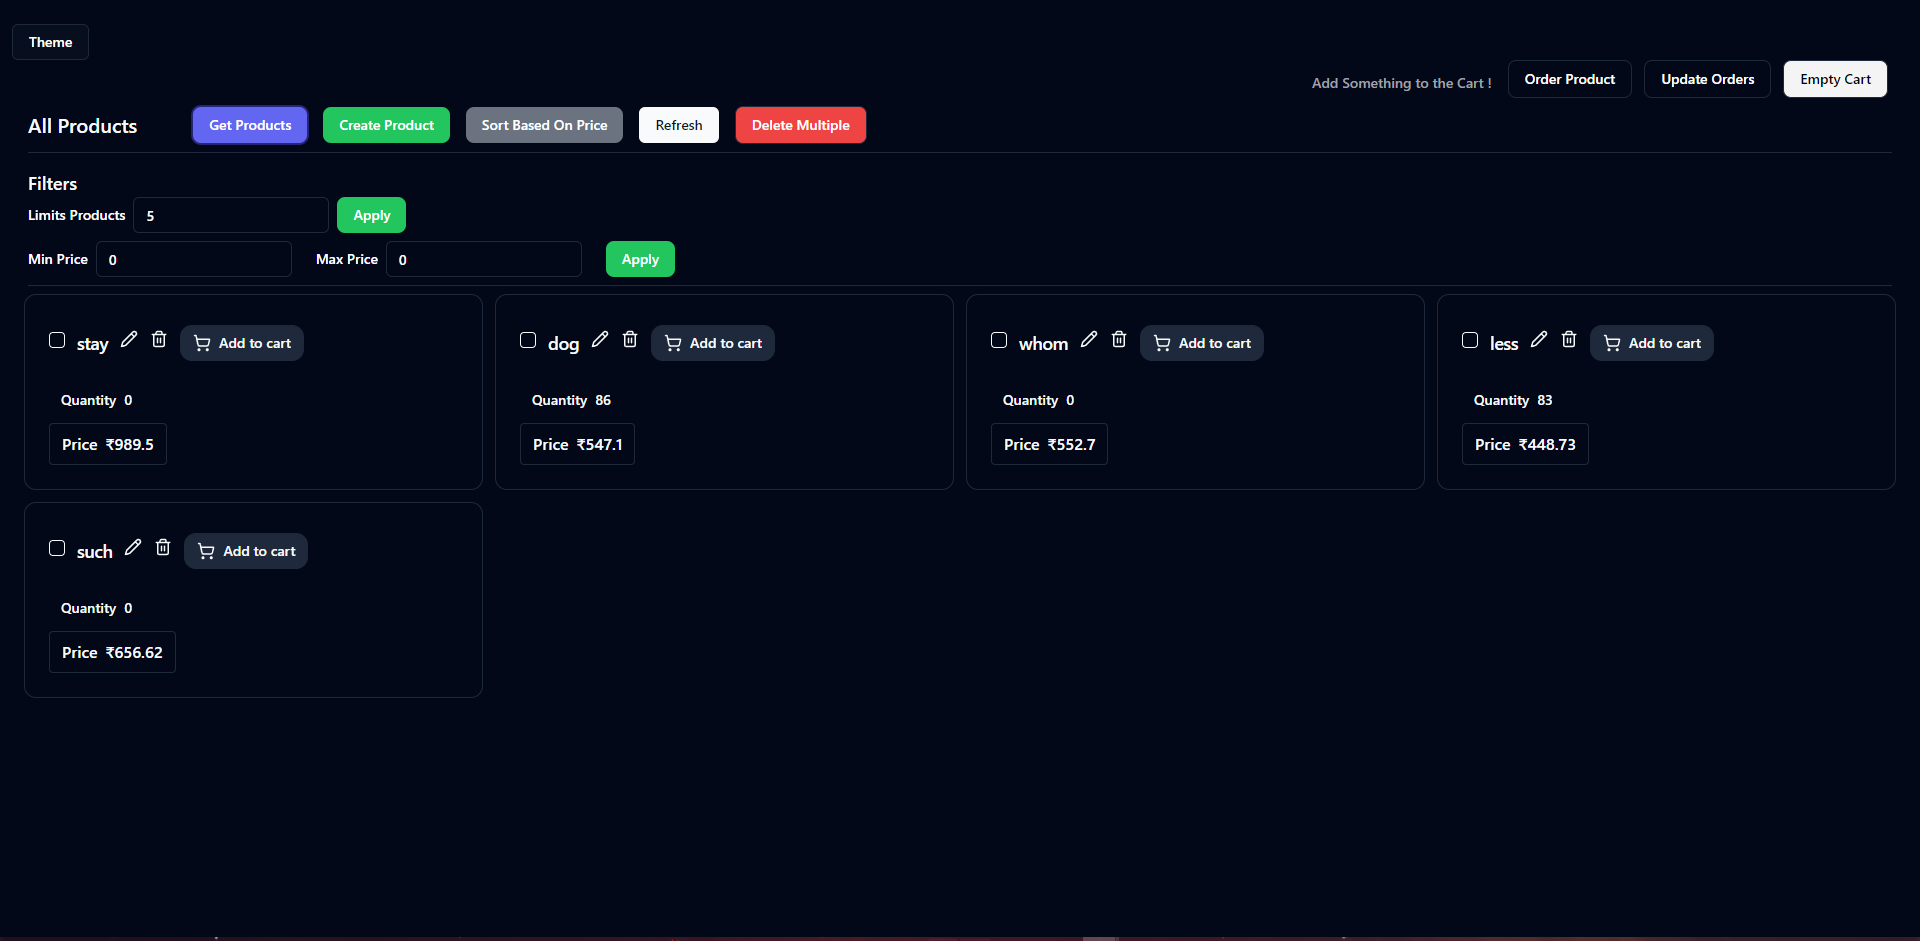 Theme
Add Something to the Cart ! Order Product Update Orders Empty Cart
All Products Get Products Create Product Sort Based On Price Refresh Delete Multiple
Filters
Limits Products 5 Apply
Min Price 0 Max Price 0 Apply
stay Add to cart
Quantity 0
Price ₹989.5
dog Add to cart
Quantity 86
Price ₹547.1
whom Add to cart
Quantity 0
Price ₹552.7
less Add to cart
Quantity 83
Price ₹448.73
such Add to cart
Quantity 0
Price ₹656.62